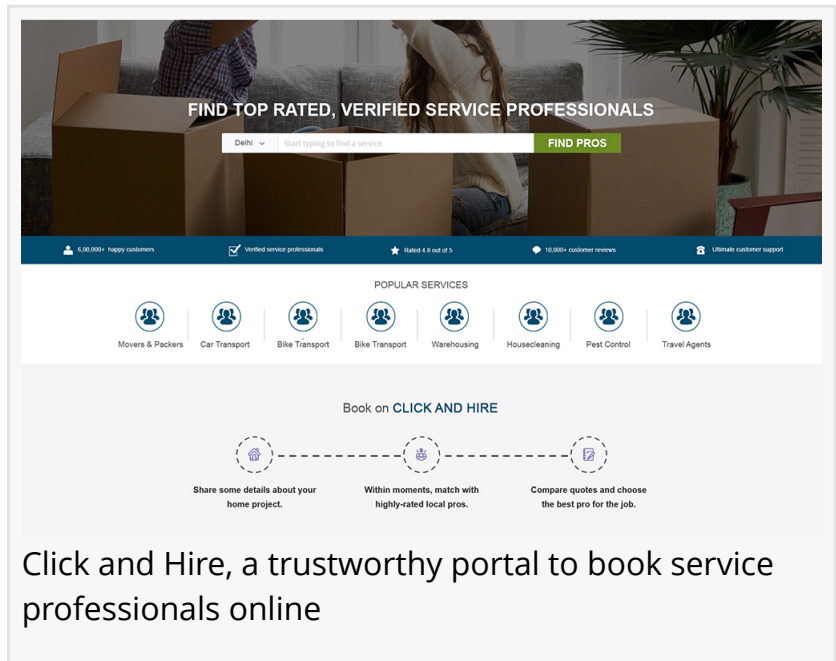 FIND TOP RATED, VERIFIED SERVICE PROFESSIONALS
Delhi Start typing to find a service FIND PROS
6,00,000+ happy customers Verified service professionals Rated 4.8 out of 5 10,000+ customer reviews Ultimate customer support
POPULAR SERVICES
Movers & Packers Car Transport Bike Transport Bike Transport Warehousing Housecleaning Pest Control Travel Agents
Book on CLICK AND HIRE
Share some details about your Within moments, match with Compare quotes and choose
home project. highly-rated local pros. the best pro for the job.
Click and Hire, a trustworthy portal to book service
professionals online